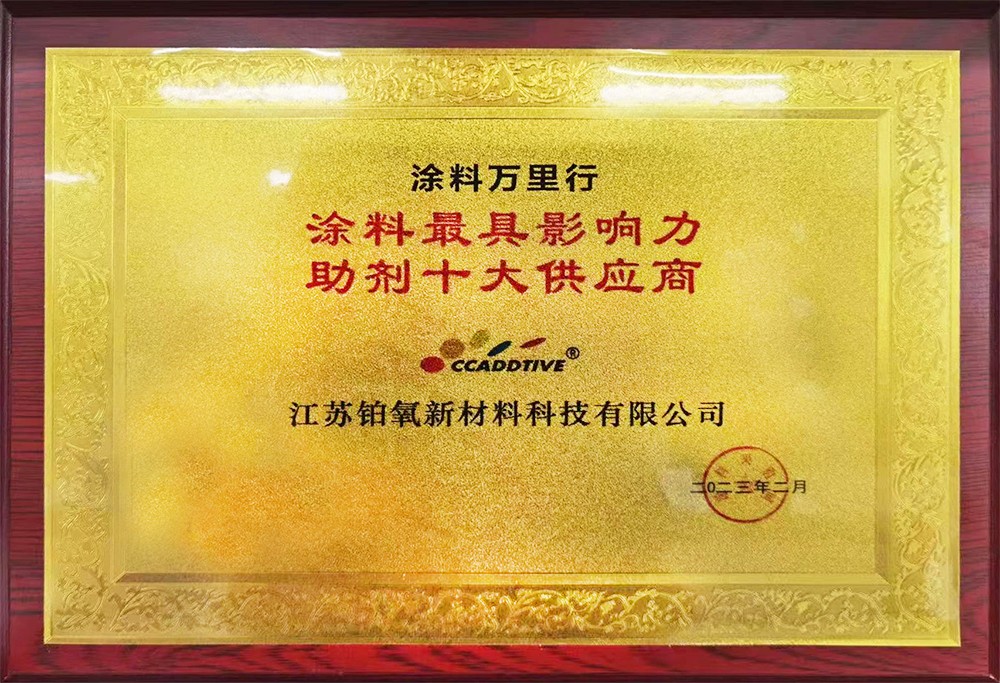 涂料万里行
涂料最具影响力
助剂十大供应商
CCADDTIVE®
江苏铂氧新材料科技有限公司
二0二三年二月